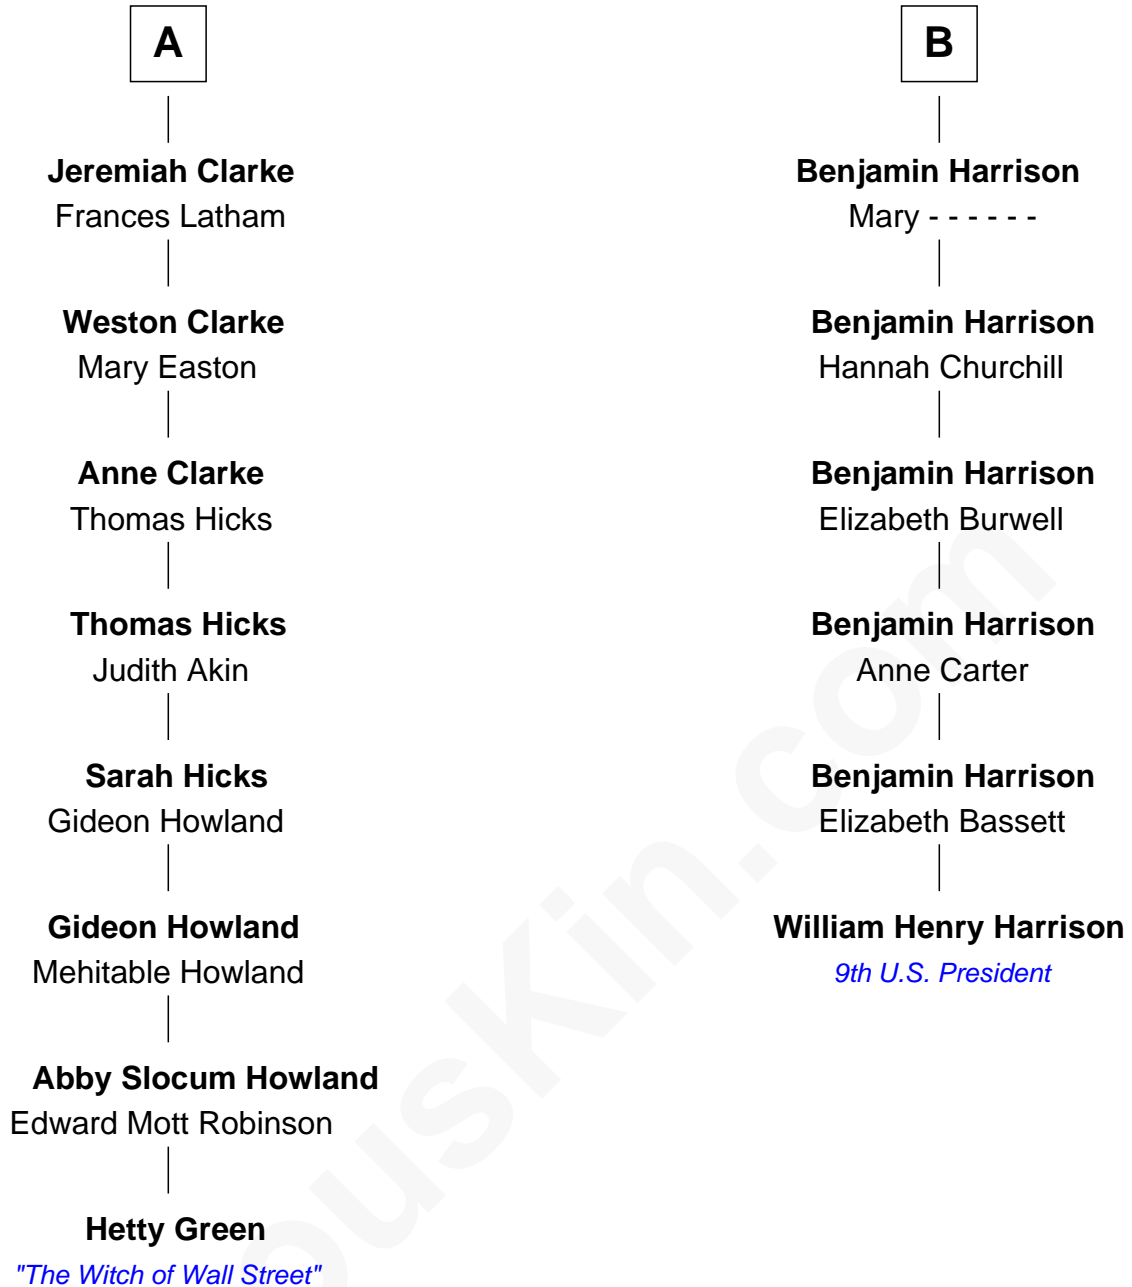 A
Jeremiah Clarke
Frances Latham
Weston Clarke
Mary Easton
Anne Clarke
Thomas Hicks
Thomas Hicks
Judith Akin
Sarah Hicks
Gideon Howland
Gideon Howland
Mehitable Howland
Abby Slocum Howland
Edward Mott Robinson
Hetty Green
"The Witch of Wall Street"
B
Benjamin Harrison
Mary - - - - - -
Benjamin Harrison
Hannah Churchill
Benjamin Harrison
Elizabeth Burwell
Benjamin Harrison
Anne Carter
Benjamin Harrison
Elizabeth Bassett
William Henry Harrison
9th U.S. President
ousKin.com